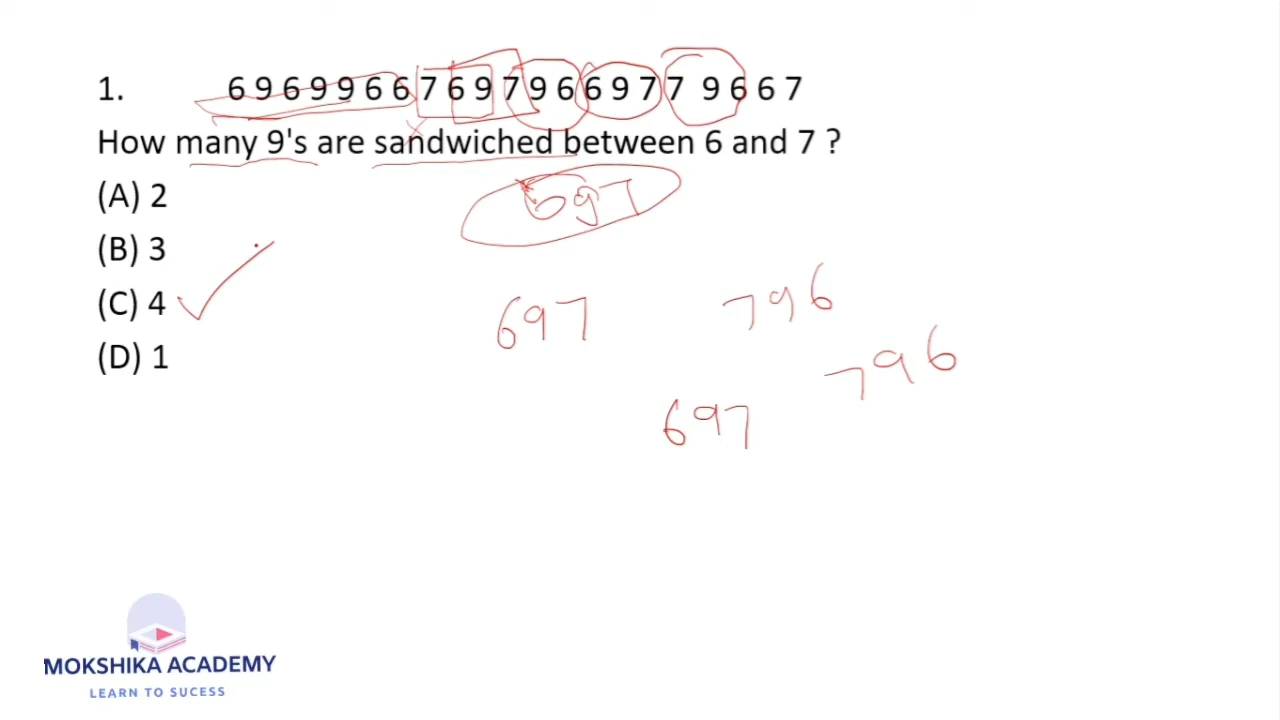 1. 6 9 6 9 9 6 6 7 6 9 7 9 6 6 9 7 7 9 6 6 7
How many 9's are sandwiched between 6 and 7 ?
(A) 2
(B) 3
(C) 4
(D) 1
697
697
796
796
697
MOKSHIKA ACADEMY
LEARN TO SUCESS